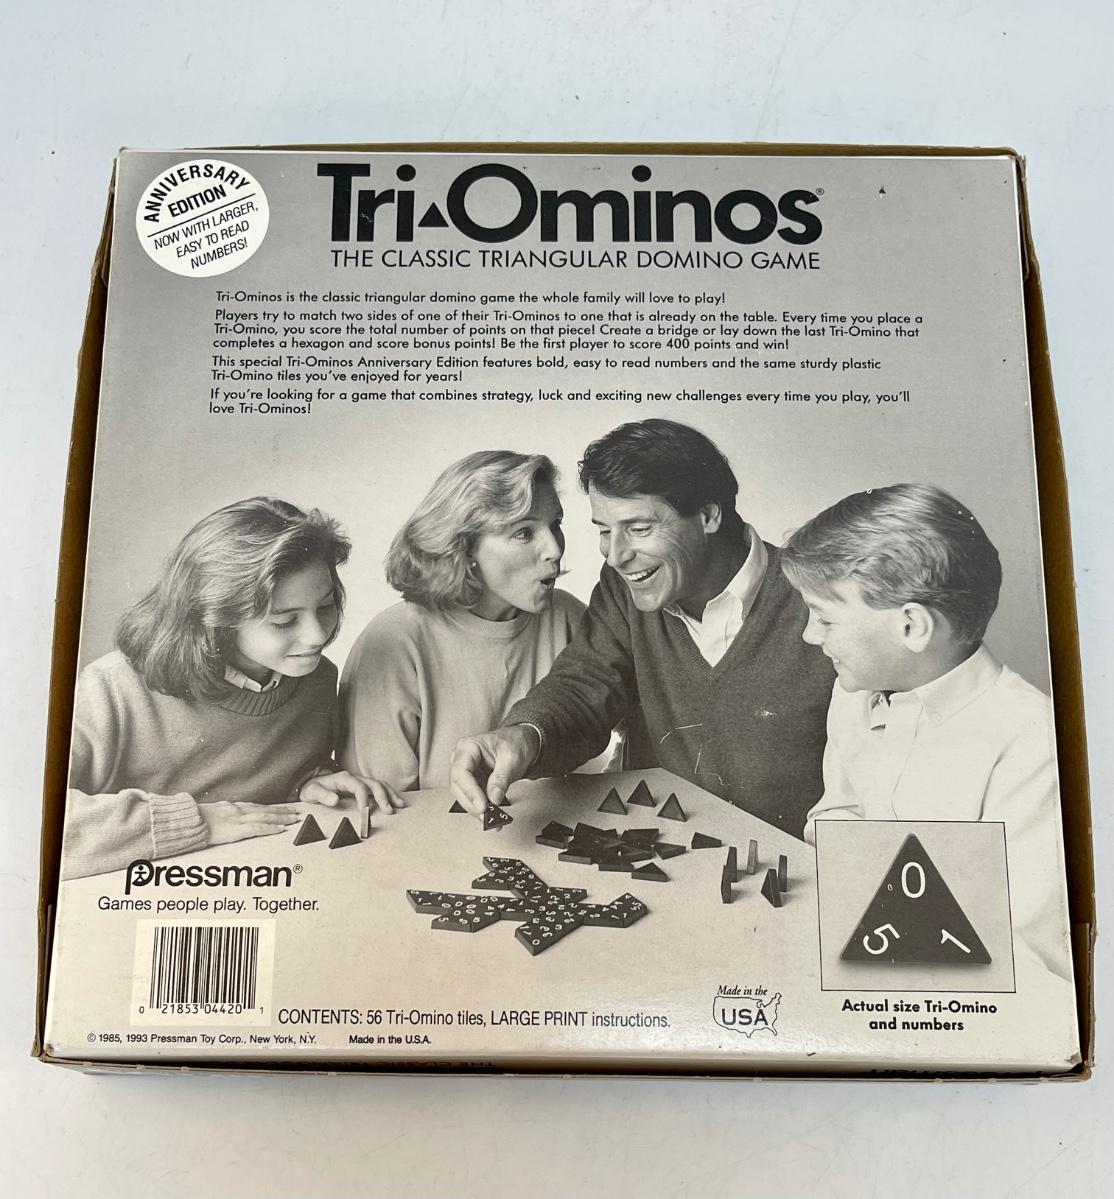 ANNIVERSARY
EDITION
NOW WITH LARGER,
EASY TO READ
NUMBERS!
Tri▲Ominos®
THE CLASSIC TRIANGULAR DOMINO GAME
Tri-Ominos is the classic triangular domino game the whole family will love to play!
Players try to match two sides of one of their Tri-Ominos to one that is already on the table. Every time you place a
Tri-Omino, you score the total number of points on that piece! Create a bridge or lay down the last Tri-Omino that
completes a hexagon and score bonus points! Be the first player to score 400 points and win!
This special Tri-Ominos Anniversary Edition features bold, easy to read numbers and the same sturdy plastic
Tri-Omino tiles you've enjoyed for years!
If you're looking for a game that combines strategy, luck and exciting new challenges every time you play, you'll
love Tri-Ominos!
Pressman®
Games people play. Together.
0
5 1
Actual size Tri-Omino
and numbers
Made in the
USA
0 21853 04420 1
CONTENTS: 56 Tri-Omino tiles, LARGE PRINT instructions.
© 1985, 1993 Pressman Toy Corp., New York, N.Y. Made in the U.S.A.